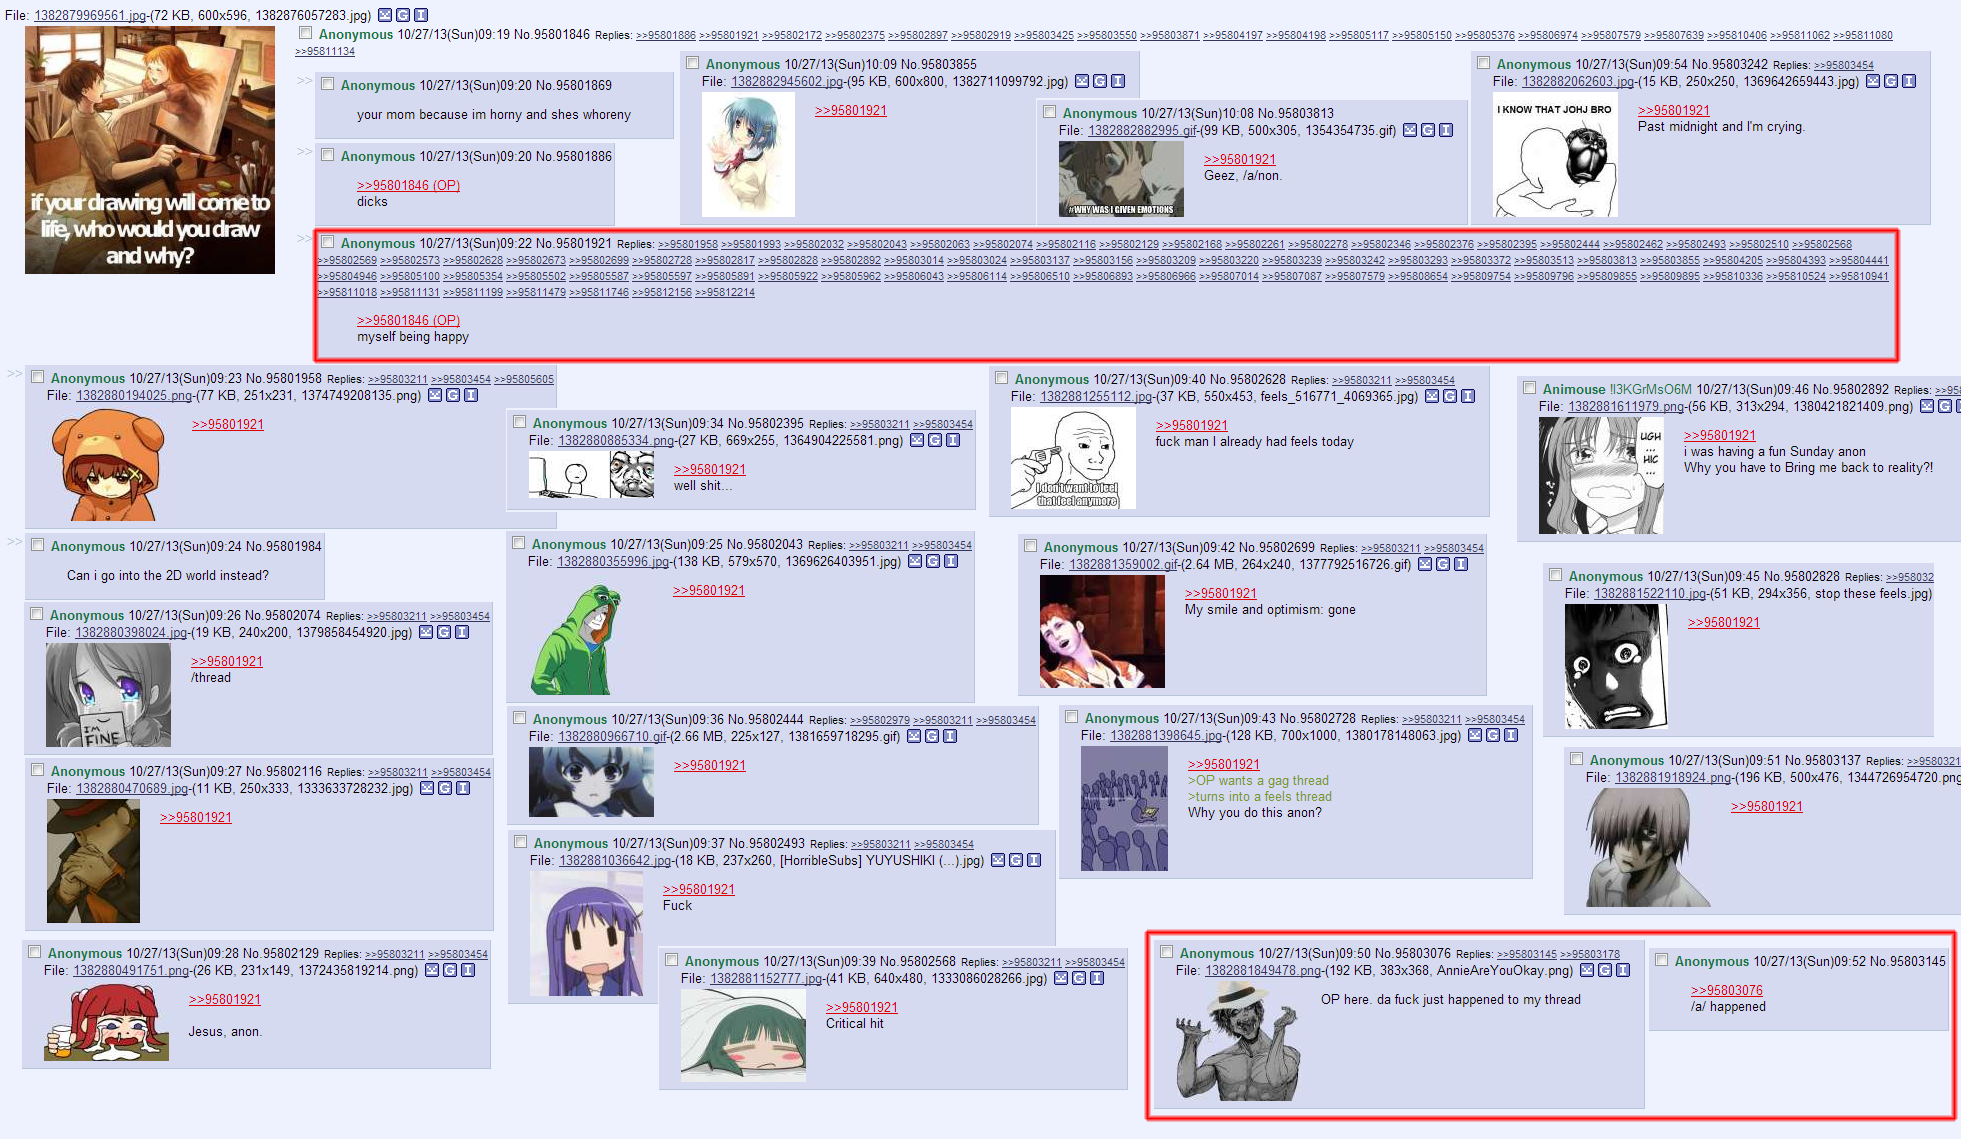 File: 1382879969561.jpg-(72 KB, 600x596, 1382876057283.jpg)
if your drawing will come to
life, who would you draw
and why?
Anonymous 10/27/13(Sun)09:19 No.95801846 Replies: >>95801886 >>95801921 >>95802172 >>95802375 >>95802897 >>95802919 >>95803425 >>95803550 >>95803871 >>95804197 >>95804198 >>95805117 >>95805150 >>95805376 >>95806974 >>95807579 >>95807639 >>95810406 >>95811062 >>95811080
>>95811134
>> Anonymous 10/27/13(Sun)09:20 No.95801869
your mom because im horny and shes whoreny
>> Anonymous 10/27/13(Sun)09:20 No.95801886
>>95801846 (OP)
dicks
Anonymous 10/27/13(Sun)10:09 No.95803855
File: 1382882945602.jpg-(95 KB, 600x800, 1382711099792.jpg)
>>95801921
Anonymous 10/27/13(Sun)10:08 No.95803813
File: 1382882882995.gif-(99 KB, 500x305, 1354354735.gif)
>>95801921
Geez, /a/non.
#WHY WAS I GIVEN EMOTIONS
Anonymous 10/27/13(Sun)09:54 No.95803242 Replies: >>95803454
File: 1382882062603.jpg-(15 KB, 250x250, 1369642659443.jpg)
I KNOW THAT JOHJ BRO
>>95801921
Past midnight and I'm crying.
>> Anonymous 10/27/13(Sun)09:22 No.95801921 Replies: >>95801958 >>95801993 >>95802032 >>95802043 >>95802063 >>95802074 >>95802116 >>95802129 >>95802168 >>95802261 >>95802278 >>95802346 >>95802376 >>95802395 >>95802444 >>95802462 >>95802493 >>95802510 >>95802568
>>95802569 >>95802573 >>95802628 >>95802673 >>95802699 >>95802728 >>95802817 >>95802828 >>95802892 >>95803014 >>95803024 >>95803137 >>95803156 >>95803209 >>95803220 >>95803239 >>95803242 >>95803293 >>95803372 >>95803513 >>95803813 >>95803855 >>95804205 >>95804393 >>95804441
>>95804946 >>95805100 >>95805354 >>95805502 >>95805587 >>95805597 >>95805891 >>95805922 >>95805962 >>95806043 >>95806114 >>95806510 >>95806893 >>95806966 >>95807014 >>95807087 >>95807579 >>95808654 >>95809754 >>95809796 >>95809855 >>95809895 >>95810336 >>95810524 >>95810941
>>95811018 >>95811131 >>95811199 >>95811479 >>95811746 >>95812156 >>95812214
>>95801846 (OP)
myself being happy
>> Anonymous 10/27/13(Sun)09:23 No.95801958 Replies: >>95803211 >>95803454 >>95805605
File: 1382880194025.png-(77 KB, 251x231, 1374749208135.png)
>>95801921
Anonymous 10/27/13(Sun)09:34 No.95802395 Replies: >>95803211 >>95803454
File: 1382880885334.png-(27 KB, 669x255, 1364904225581.png)
>>95801921
well shit...
Anonymous 10/27/13(Sun)09:40 No.95802628 Replies: >>95803211 >>95803454
File: 1382881255112.jpg-(37 KB, 550x453, feels_516771_4069365.jpg)
>>95801921
fuck man I already had feels today
I don't want to feel
that feel anymore
Animouse !I3KGrMsO6M 10/27/13(Sun)09:46 No.95802892 Replies: >>958
File: 1382881611979.png-(56 KB, 313x294, 1380421821409.png)
UGH
...
HIC
...
>>95801921
i was having a fun Sunday anon
Why you have to Bring me back to reality?!
>> Anonymous 10/27/13(Sun)09:24 No.95801984
Can i go into the 2D world instead?
Anonymous 10/27/13(Sun)09:25 No.95802043 Replies: >>95803211 >>95803454
File: 1382880355996.jpg-(138 KB, 579x570, 1369626403951.jpg)
>>95801921
Anonymous 10/27/13(Sun)09:42 No.95802699 Replies: >>95803211 >>95803454
File: 1382881359002.gif-(2.64 MB, 264x240, 1377792516726.gif)
>>95801921
My smile and optimism: gone
Anonymous 10/27/13(Sun)09:45 No.95802828 Replies: >>958032
File: 1382881522110.jpg-(51 KB, 294x356, stop these feels.jpg)
>>95801921
Anonymous 10/27/13(Sun)09:26 No.95802074 Replies: >>95803211 >>95803454
File: 1382880398024.jpg-(19 KB, 240x200, 1379858454920.jpg)
>>95801921
/thread
I'M
FINE
Anonymous 10/27/13(Sun)09:36 No.95802444 Replies: >>95802979 >>95803211 >>95803454
File: 1382880966710.gif-(2.66 MB, 225x127, 1381659718295.gif)
>>95801921
Anonymous 10/27/13(Sun)09:43 No.95802728 Replies: >>95803211 >>95803454
File: 1382881398645.jpg-(128 KB, 700x1000, 1380178148063.jpg)
>>95801921
>OP wants a gag thread
>turns into a feels thread
Why you do this anon?
Anonymous 10/27/13(Sun)09:51 No.95803137 Replies: >>9580321
File: 1382881918924.png-(196 KB, 500x476, 1344726954720.png
>>95801921
Anonymous 10/27/13(Sun)09:27 No.95802116 Replies: >>95803211 >>95803454
File: 1382880470689.jpg-(11 KB, 250x333, 1333633728232.jpg)
>>95801921
Anonymous 10/27/13(Sun)09:37 No.95802493 Replies: >>95803211 >>95803454
File: 1382881036642.jpg-(18 KB, 237x260, [HorribleSubs] YUYUSHIKI (...).jpg)
>>95801921
Fuck
Anonymous 10/27/13(Sun)09:28 No.95802129 Replies: >>95803211 >>95803454
File: 1382880491751.png-(26 KB, 231x149, 1372435819214.png)
>>95801921
Jesus, anon.
Anonymous 10/27/13(Sun)09:39 No.95802568 Replies: >>95803211 >>95803454
File: 1382881152777.jpg-(41 KB, 640x480, 1333086028266.jpg)
>>95801921
Critical hit
Anonymous 10/27/13(Sun)09:50 No.95803076 Replies: >>95803145 >>95803178
File: 1382881849478.png-(192 KB, 383x368, AnnieAreYouOkay.png)
OP here. da fuck just happened to my thread
Anonymous 10/27/13(Sun)09:52 No.95803145
>>95803076
/a/ happened